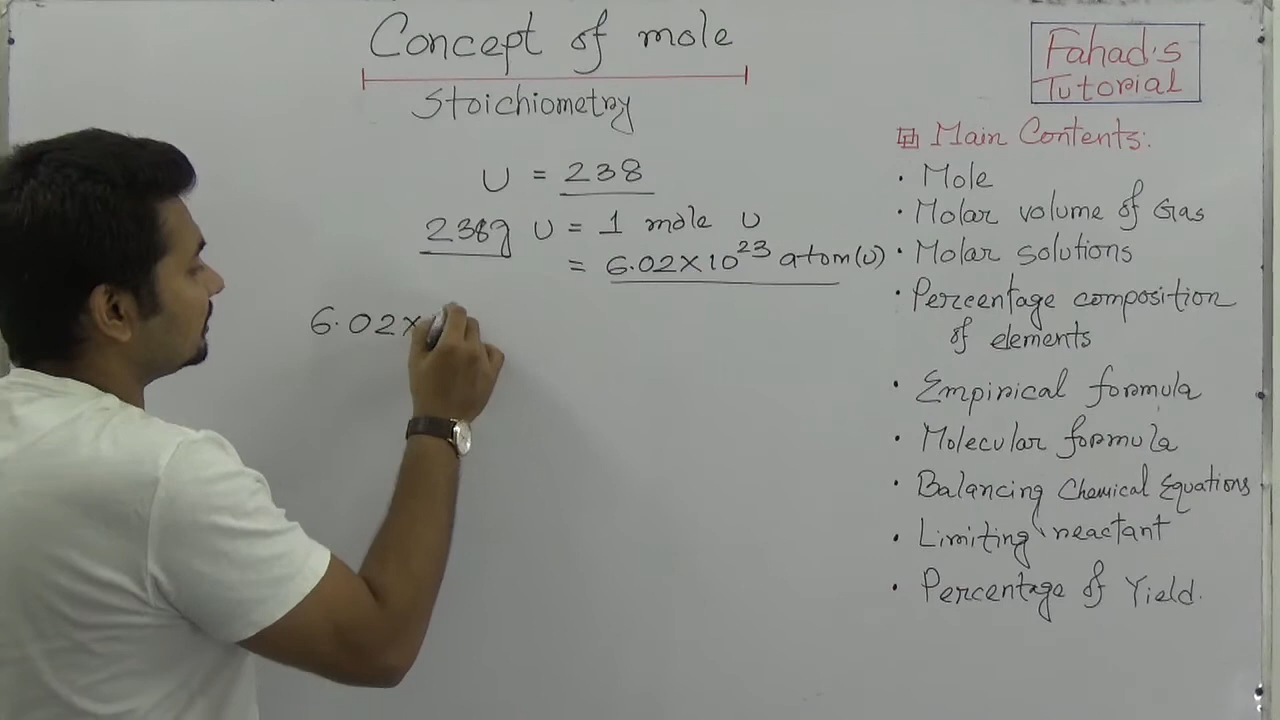 Concept of mole
Stoichiometry
U = 238
238g U = 1 mole U
= 6.02×10²³ atom(U)
6.02×
Fahad's
Tutorial
Main Contents:
· Mole
· Molar volume of Gas
· Molar solutions
· Percentage composition
of elements
· Empirical formula
· Molecular formula
· Balancing Chemical Equations
· Limiting reactant
· Percentage of Yield.